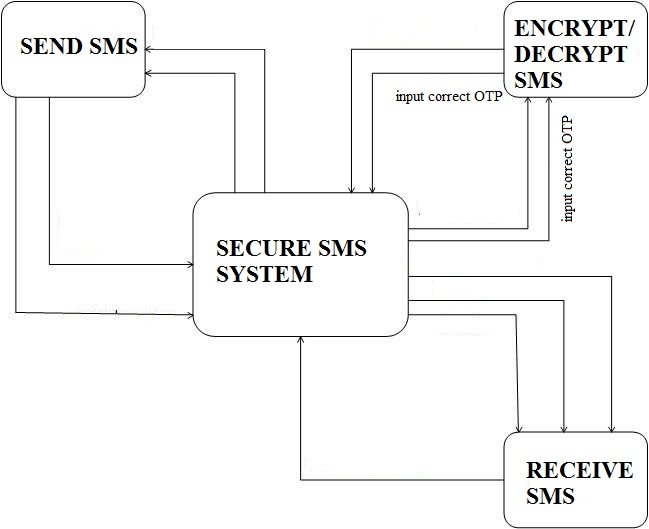 SEND SMS
ENCRYPT/
DECRYPT
SMS
input correct OTP
input correct OTP
SECURE SMS
SYSTEM
RECEIVE
SMS